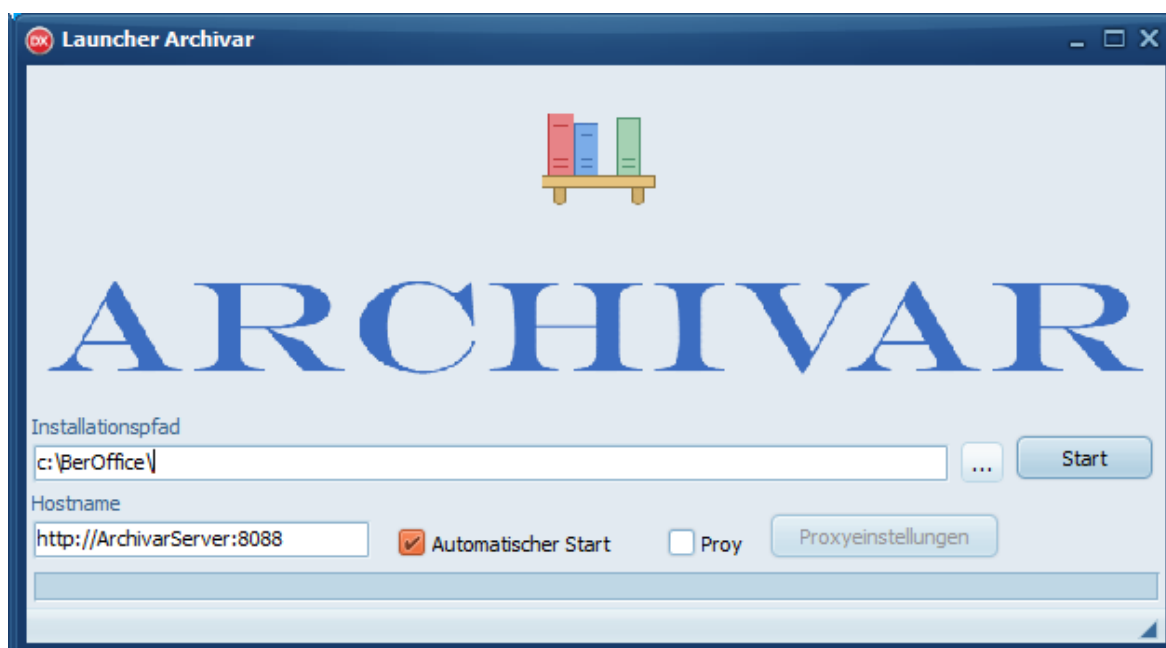 DX Launcher Archivar
ARCHIVAR
Installationspfad
c:\BerOffice\
... Start
Hostname
http://ArchivarServer:8088 Automatischer Start Proy Proxyeinstellungen